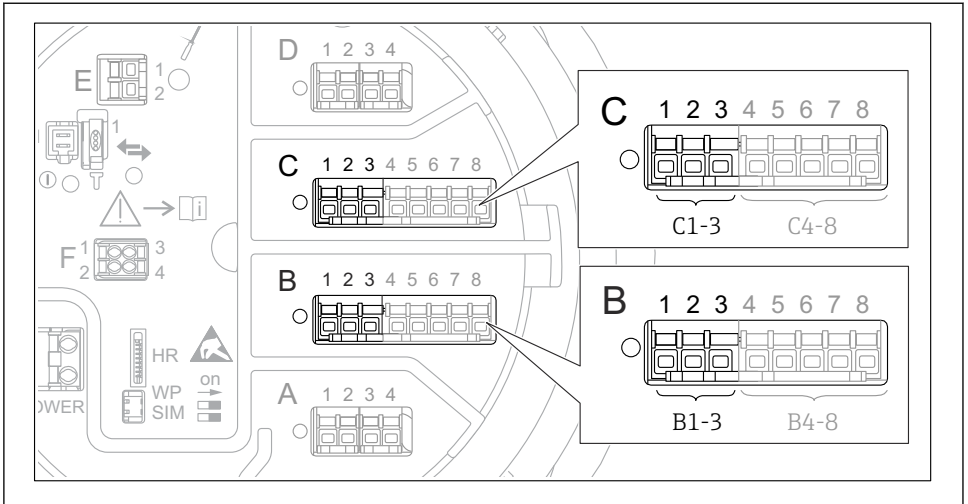 D 1 2 3 4
E 1
2
1
C 1 2 3 4 5 6 7 8
C 1 2 3 4 5 6 7 8
C1-3 C4-8
i
F 1 3
2 4
B 1 2 3 4 5 6 7 8
B 1 2 3 4 5 6 7 8
B1-3 B4-8
HR
on
WP
SIM
OWER
A 1 2 3 4